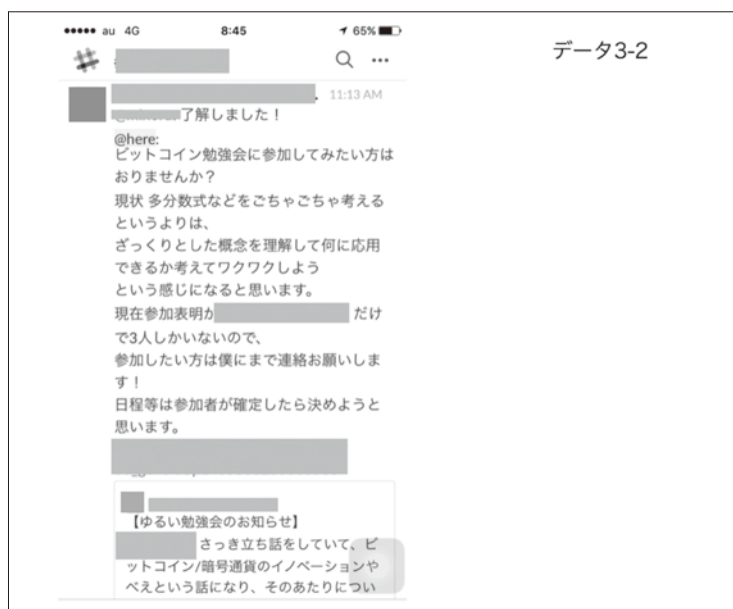 au 4G 8:45 65%
データ3-2
11:13 AM
了解しました！
@here:
ビットコイン勉強会に参加してみたい方は
おりませんか？
現状 多分数式などをごちゃごちゃ考える
というよりは、
ざっくりとした概念を理解して何に応用
できるか考えてワクワクしよう
という感じになると思います。
現在参加表明が だけ
で3人しかいないので、
参加したい方は僕にまで連絡お願いしま
す！
日程等は参加者が確定したら決めようと
思います。
【ゆるい勉強会のお知らせ】
さっき立ち話をしていて、ビ
ットコイン/暗号通貨のイノベーションや
べえという話になり、そのあたりについ